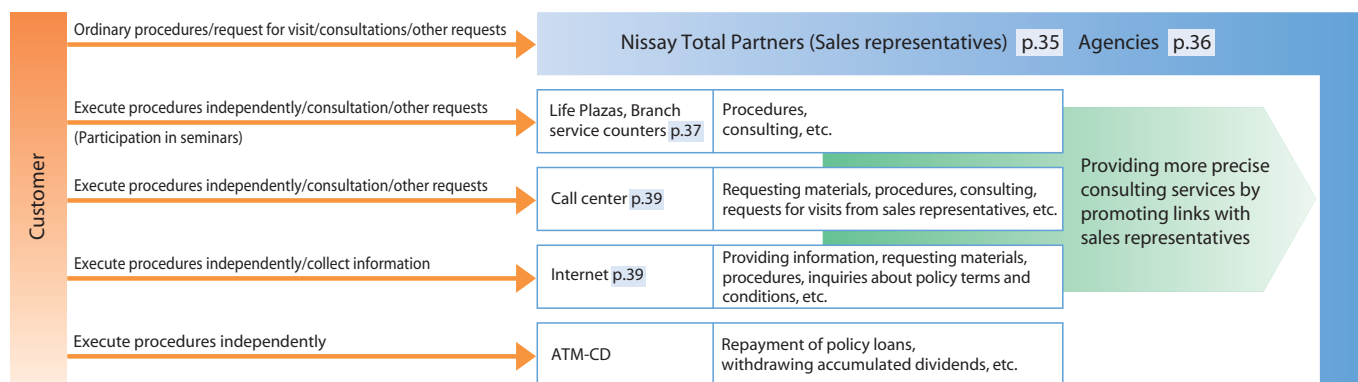 Customer
Ordinary procedures/request for visit/consultations/other requests
Nissay Total Partners (Sales representatives) p.35 Agencies p.36
Execute procedures independently/consultation/other requests
(Participation in seminars)
Life Plazas, Branch
service counters p.37
Procedures,
consulting, etc.
Execute procedures independently/consultation/other requests
Call center p.39
Requesting materials, procedures, consulting,
requests for visits from sales representatives, etc.
Execute procedures independently/collect information
Internet p.39
Providing information, requesting materials,
procedures, inquiries about policy terms and
conditions, etc.
Execute procedures independently
ATM-CD
Repayment of policy loans,
withdrawing accumulated dividends, etc.
Providing more precise
consulting services by
promoting links with
sales representatives